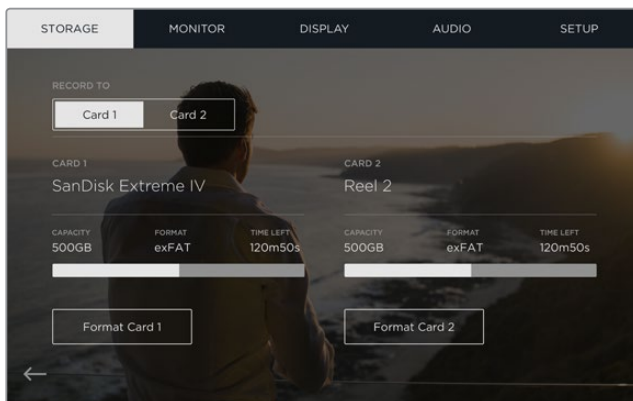 STORAGE MONITOR DISPLAY AUDIO SETUP
RECORD TO
Card 1 Card 2
CARD 1 CARD 2
SanDisk Extreme IV Reel 2
CAPACITY FORMAT TIME LEFT CAPACITY FORMAT TIME LEFT
500GB exFAT 120m50s 500GB exFAT 120m50s
Format Card 1 Format Card 2